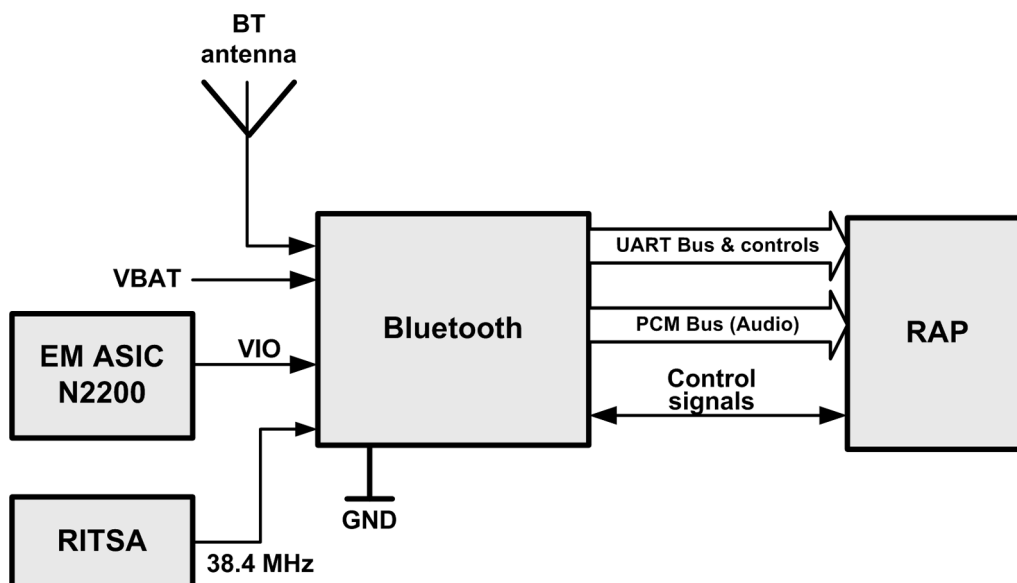 BT
antenna
UART Bus & controls
VBAT
Bluetooth
PCM Bus (Audio)
RAP
EM ASIC
N2200
VIO
Control
signals
GND
RITSA
38.4 MHz